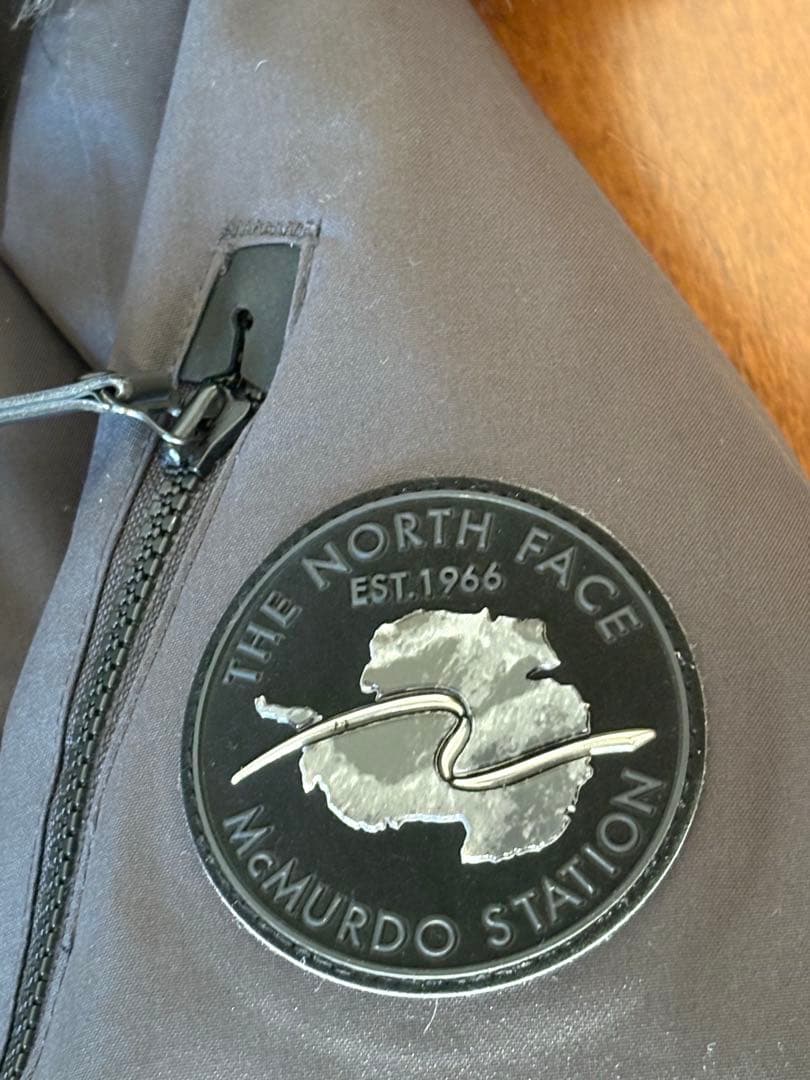 THE NORTH FACE
EST.1966
McMURDO STATION